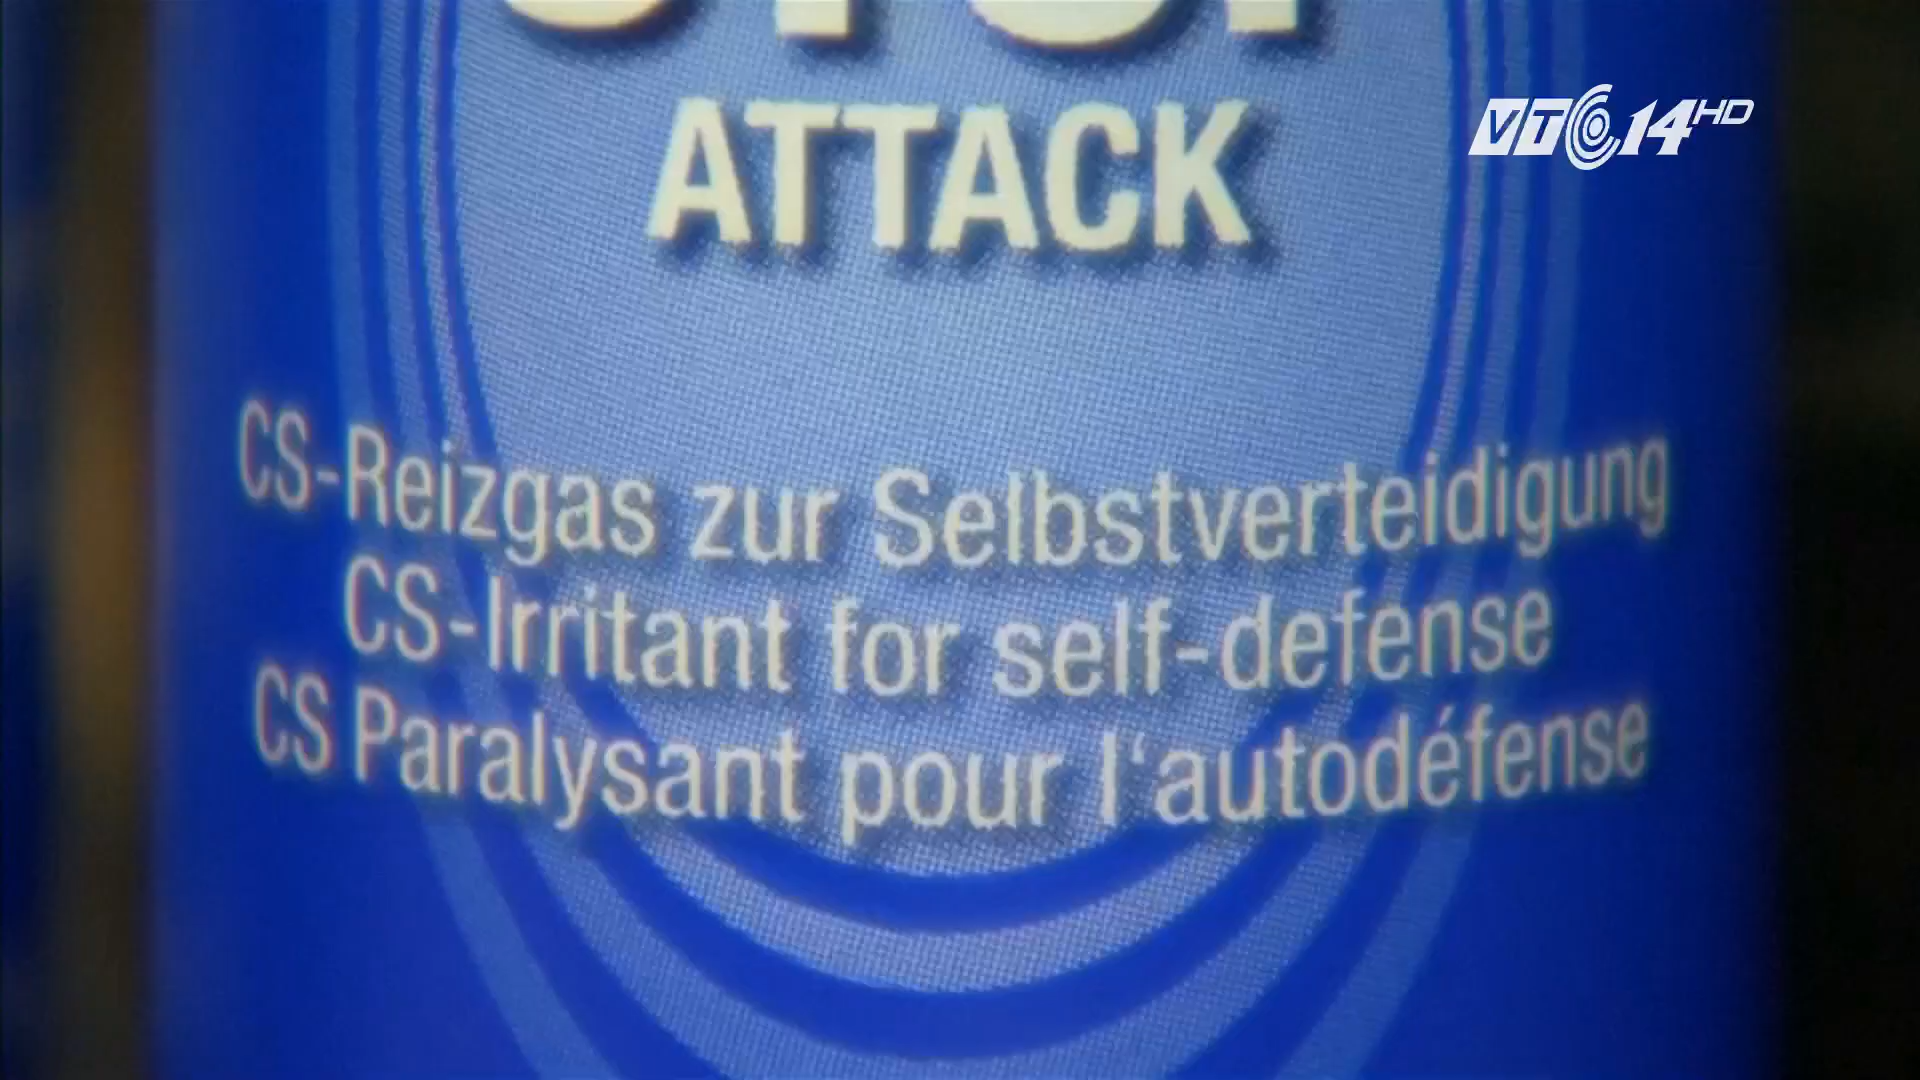 ATTACK
VTC14HD
CS-Reizgas zur Selbstverteidigung
CS-Irritant for self-defense
CS Paralysant pour l‘autodéfense